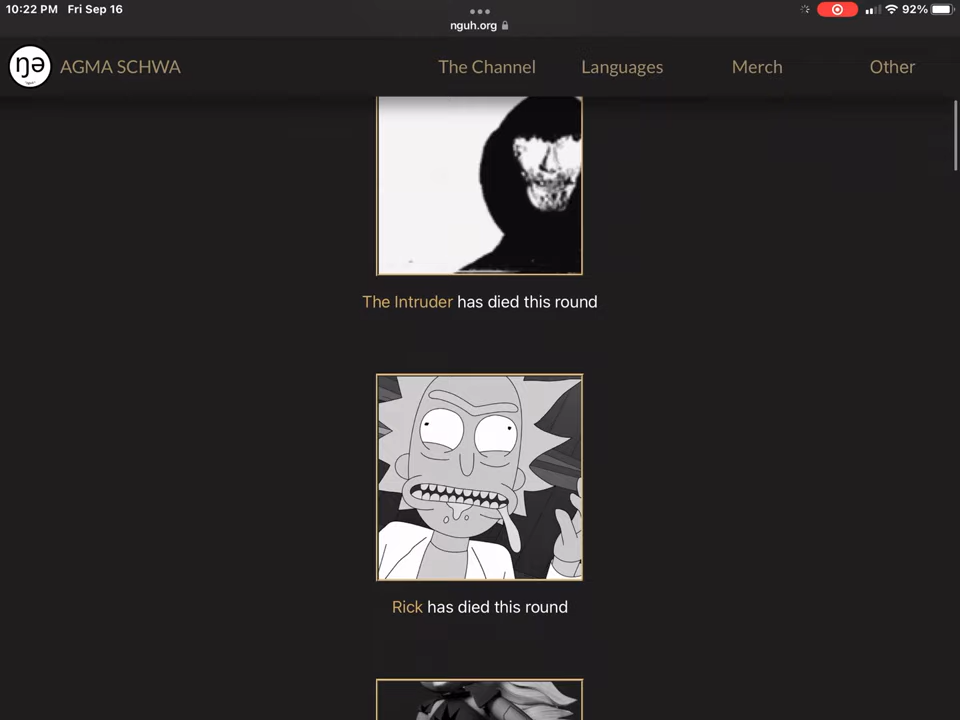 10:22 PM Fri Sep 16
92%
nguh.org
ŋə AGMA SCHWA
The Channel
Languages
Merch
Other
The Intruder has died this round
Rick has died this round